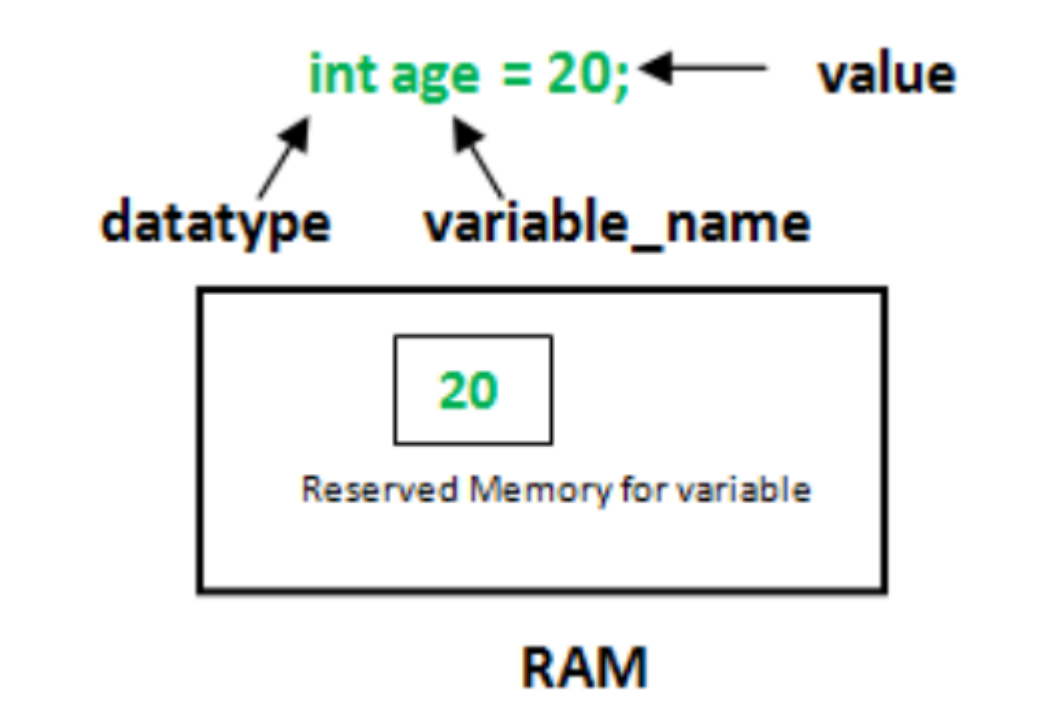 int age = 20; value
datatype variable_name
20
Reserved Memory for variable
RAM